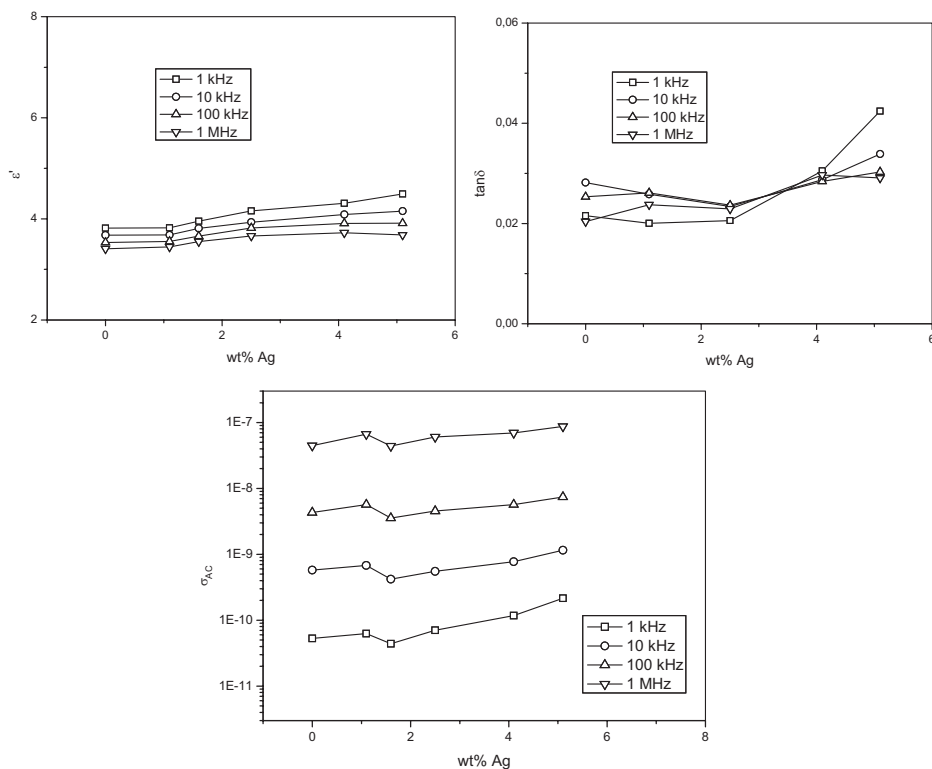 8
6
4
2
ε'
1 kHz
10 kHz
100 kHz
1 MHz
0
2
4
6
wt% Ag
0,06
0,04
0,02
0,00
tanδ
1 kHz
10 kHz
100 kHz
1 MHz
0
2
4
6
wt% Ag
1E-7
1E-8
1E-9
1E-10
1E-11
σAC
1 kHz
10 kHz
100 kHz
1 MHz
0
2
4
6
8
wt% Ag